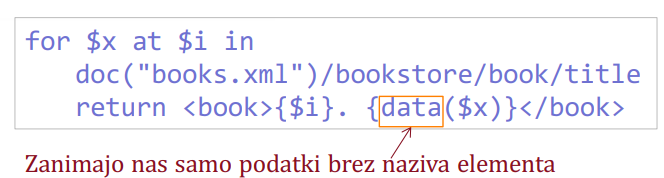 for $x at $i in
doc("books.xml")/bookstore/book/title
return <book>{$i}. {data($x)}</book>
Zanimajo nas samo podatki brez naziva elementa